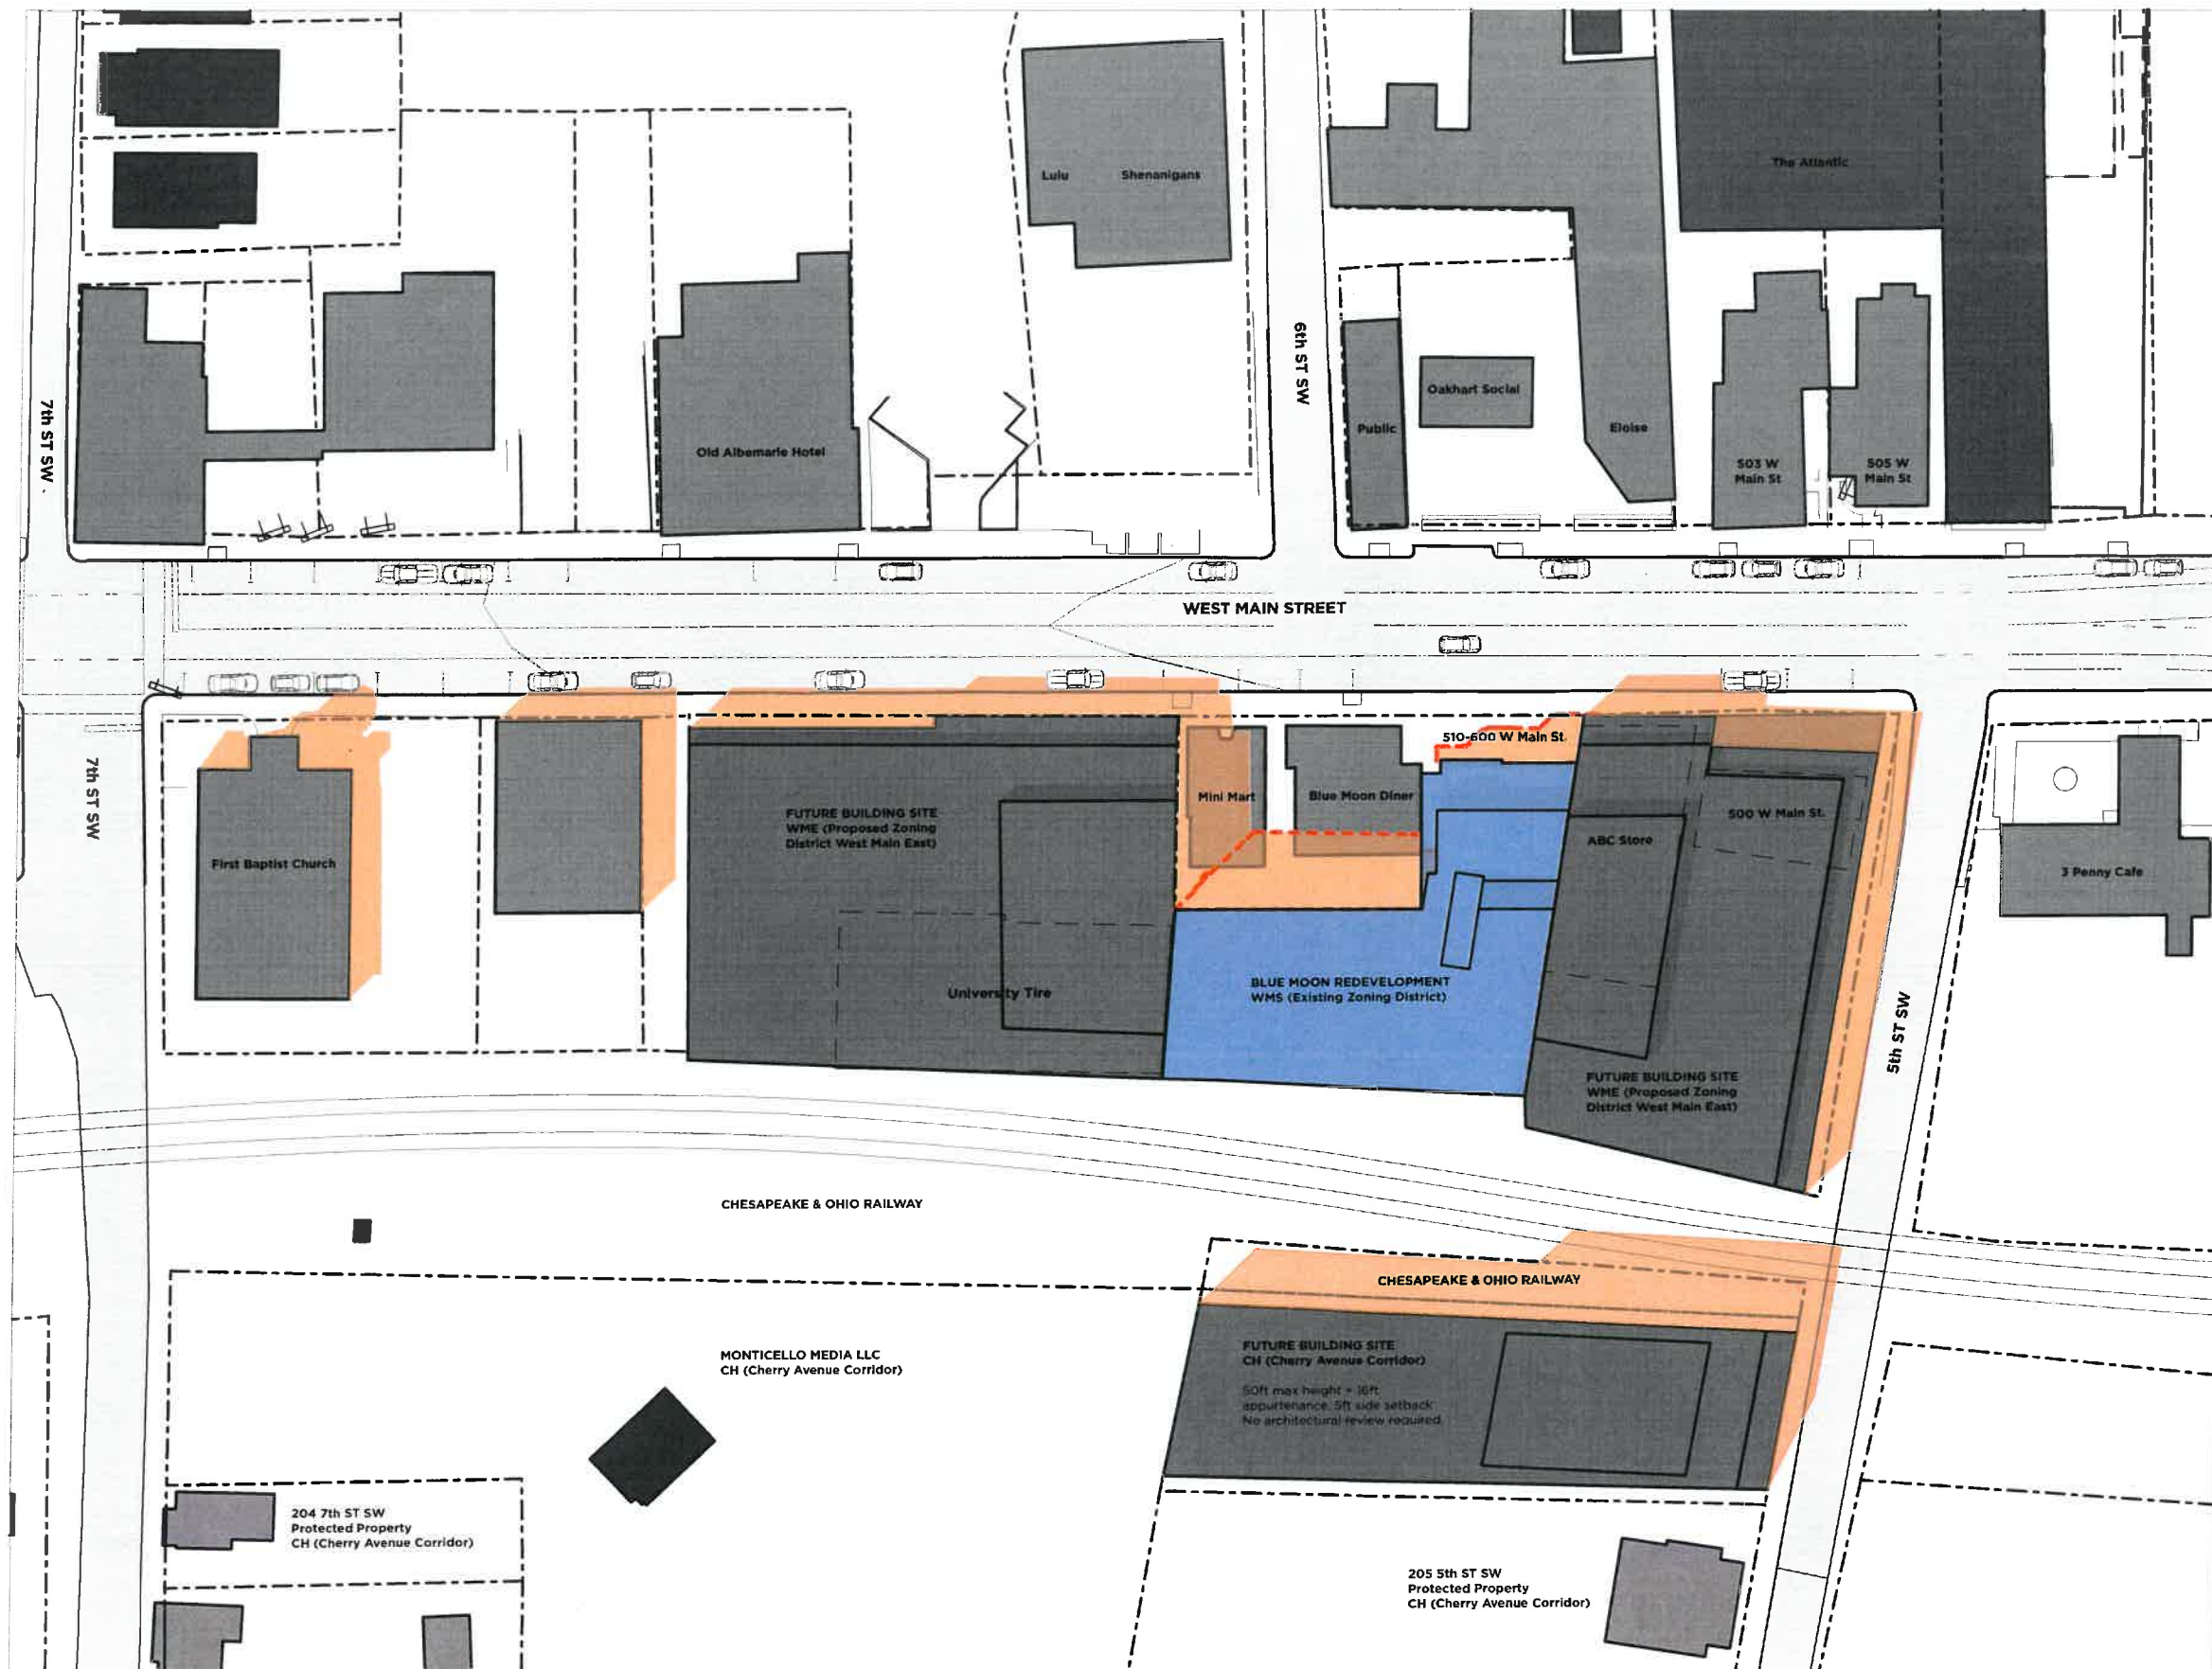 Lulu
Shenanigans
The Atlantic
6th ST SW
7th ST SW
Old Albemarle Hotel
Public
Oakhart Social
Eloise
503 W
Main St
505 W
Main St
WEST MAIN STREET
7th ST SW
First Baptist Church
FUTURE BUILDING SITE
WME (Proposed Zoning
District West Main East)
University Tire
Mini Mart
Blue Moon Diner
510-600 W Main St.
ABC Store
500 W Main St.
3 Penny Cafe
BLUE MOON REDEVELOPMENT
WMS (Existing Zoning District)
5th ST SW
FUTURE BUILDING SITE
WME (Proposed Zoning
District West Main East)
CHESAPEAKE & OHIO RAILWAY
CHESAPEAKE & OHIO RAILWAY
MONTICELLO MEDIA LLC
CH (Cherry Avenue Corridor)
FUTURE BUILDING SITE
CH (Cherry Avenue Corridor)
50ft max height + 16ft
appurtenance. 5ft side setback
No architectural review required.
204 7th ST SW
Protected Property
CH (Cherry Avenue Corridor)
205 5th ST SW
Protected Property
CH (Cherry Avenue Corridor)